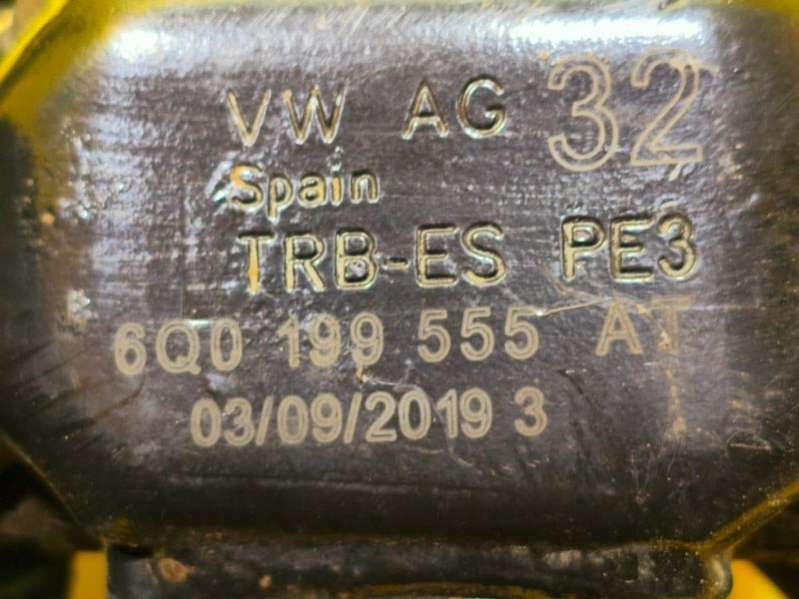 VW AG 32
Spain
TRB-ES PE3
6Q0 199 555 AT
03/09/2019 3